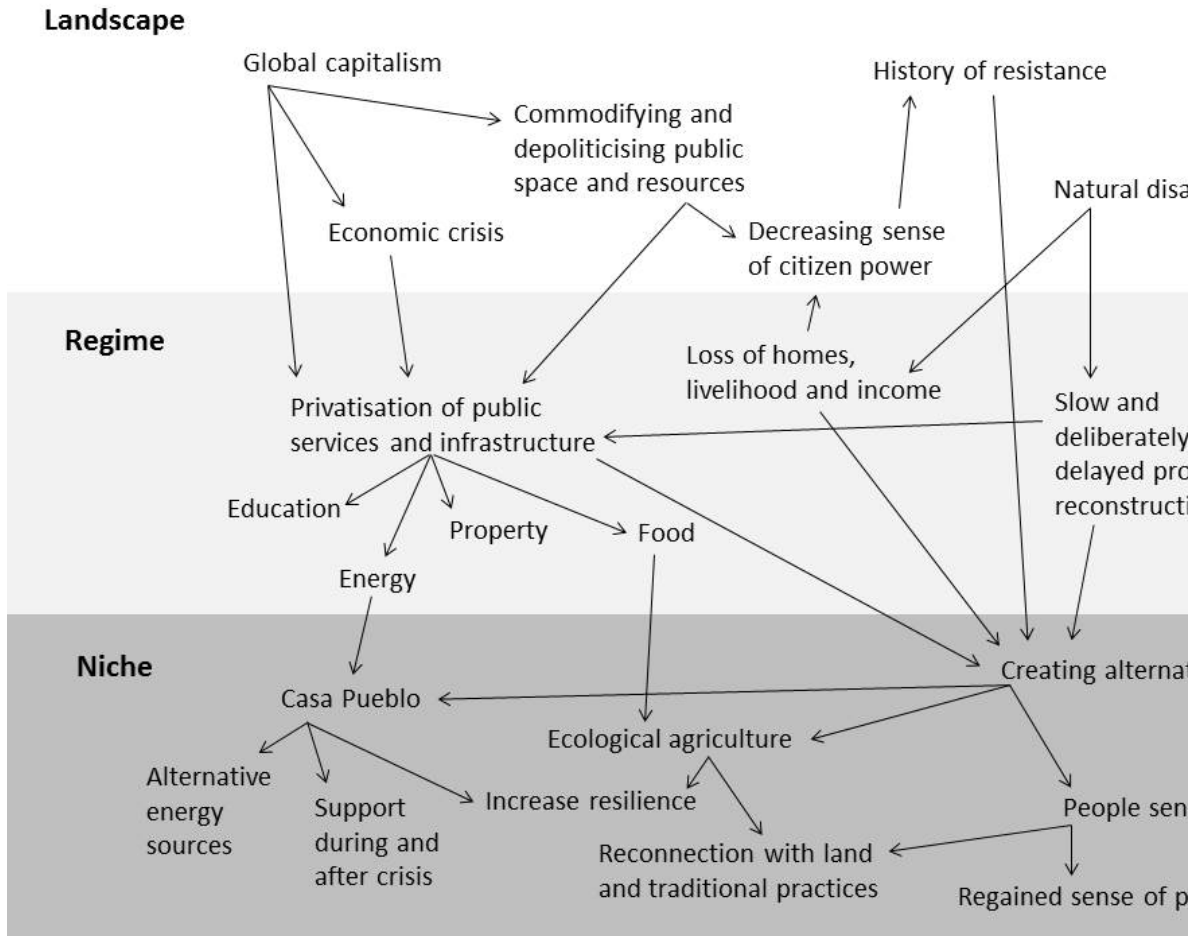 Landscape
Global capitalism
History of resistance
Commodifying and
depoliticising public
space and resources
Natural disa
Economic crisis
Decreasing sense
of citizen power
Regime
Loss of homes,
livelihood and income
Privatisation of public
services and infrastructure
Slow and
deliberately
delayed pro
reconstructi
Education
Property
Food
Energy
Niche
Creating alternat
Casa Pueblo
Ecological agriculture
Alternative
energy
sources
Support
during and
after crisis
Increase resilience
People sen
Reconnection with land
and traditional practices
Regained sense of p